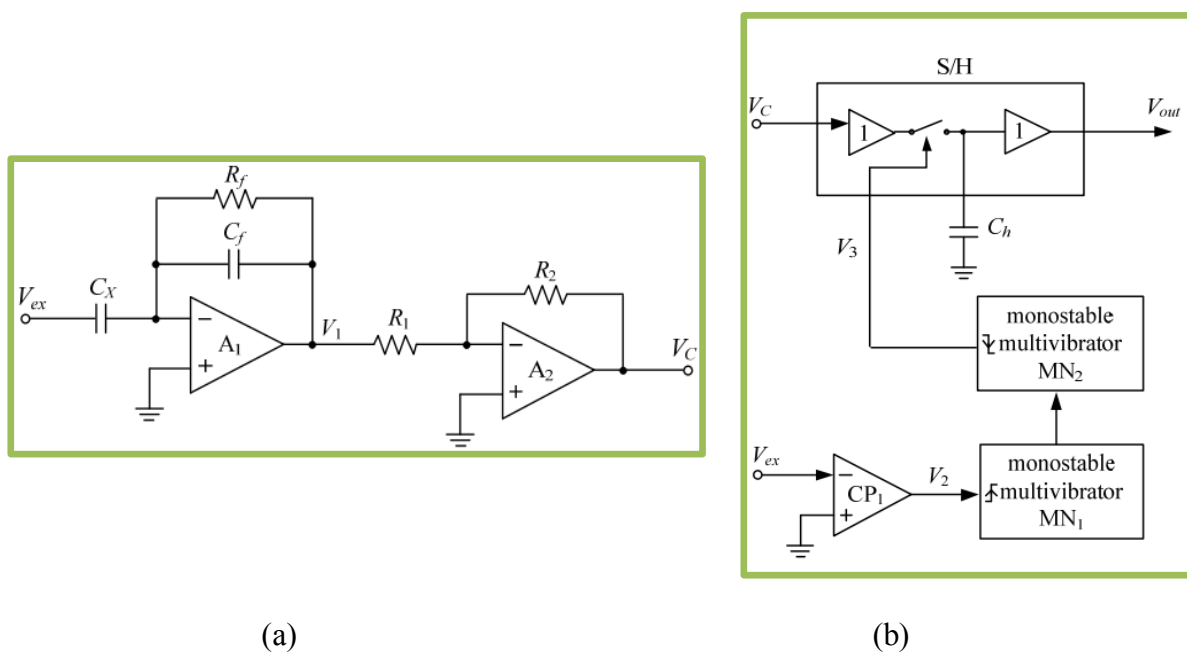 R_f
C_f
V_ex
C_X
−
A_1
+
V_1
R_1
R_2
−
A_2
+
V_C
(a)
S/H
V_C
1
1
V_out
C_h
V_3
monostable
multivibrator
MN_2
V_ex
−
CP_1
+
V_2
monostable
multivibrator
MN_1
(b)